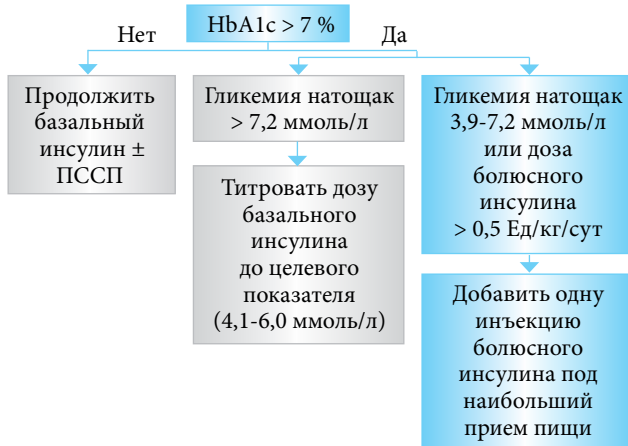 HbA1c > 7 %
Нет
Да
Продолжить
базальный
инсулин ±
ПССП
Гликемия натощак
> 7,2 ммоль/л
Титровать дозу
базального
инсулина
до целевого
показателя
(4,1-6,0 ммоль/л)
Гликемия натощак
3,9-7,2 ммоль/л
или доза
болюсного
инсулина
> 0,5 Ед/кг/сут
Добавить одну
инъекцию
болюсного
инсулина под
наибольший
прием пищи